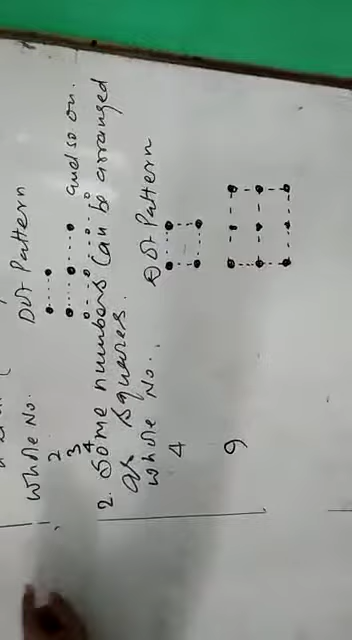 Whole No. Dot Pattern
2
3 and so on.
4
2. Some numbers can be arranged
as squares.
Whole No. Dot Pattern
4
9